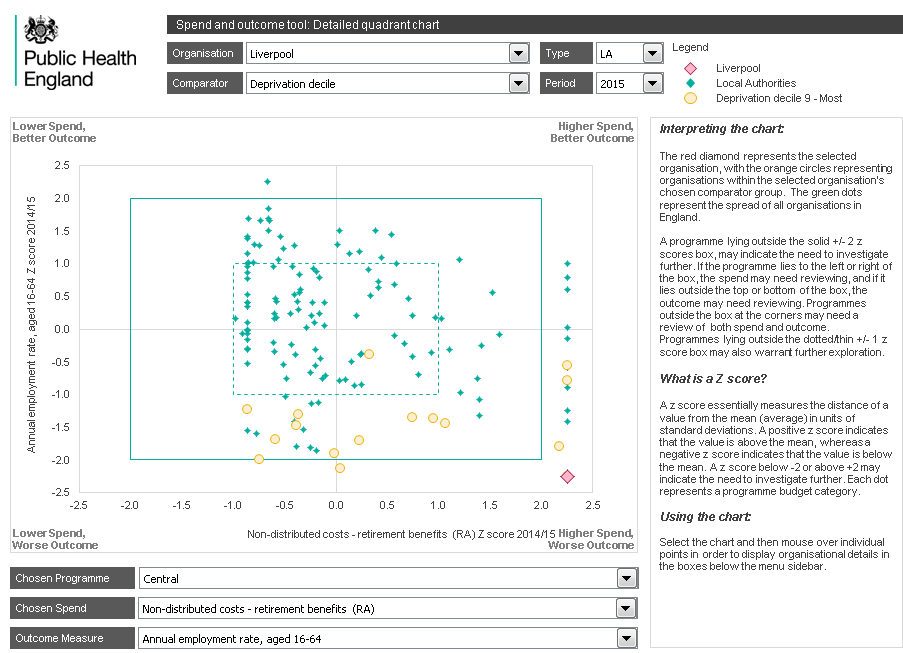 Spend and outcome tool: Detailed quadrant chart
Public Health
England
Organisation
Liverpool
Type
LA
Comparator
Deprivation decile
Period
2015
Legend
Liverpool
Local Authorities
Deprivation decile 9 - Most
Lower Spend,
Better Outcome
Higher Spend,
Better Outcome
Annual employment rate, aged 16-64 Z score 2014/15
2.5
2.0
1.5
1.0
0.5
0.0
-0.5
-1.0
-1.5
-2.0
-2.5
-2.5 -2.0 -1.5 -1.0 -0.5 0.0 0.5 1.0 1.5 2.0 2.5
Non-distributed costs - retirement benefits (RA) Z score 2014/15
Lower Spend,
Worse Outcome
Higher Spend,
Worse Outcome
Interpreting the chart:
The red diamond represents the selected
organisation, with the orange circles representing
organisations within the selected organisation's
chosen comparator group. The green dots
represent the spread of all organisations in
England.
A programme lying outside the solid +/- 2 z
scores box, may indicate the need to investigate
further. If the programme lies to the left or right of
the box, the spend may need reviewing, and if it
lies outside the top or bottom of the box, the
outcome may need reviewing. Programmes
outside the box at the corners may need a
review of both spend and outcome.
Programmes lying outside the dotted/thin +/- 1 z
score box may also warrant further exploration.
What is a Z score?
A z score essentially measures the distance of a
value from the mean (average) in units of
standard deviations. A positive z score indicates
that the value is above the mean, whereas a
negative z score indicates that the value is below
the mean. A z score below -2 or above +2 may
indicate the need to investigate further. Each dot
represents a programme budget category.
Using the chart:
Select the chart and then mouse over individual
points in order to display organisational details in
the boxes below the menu sidebar.
Chosen Programme
Central
Chosen Spend
Non-distributed costs - retirement benefits (RA)
Outcome Measure
Annual employment rate, aged 16-64